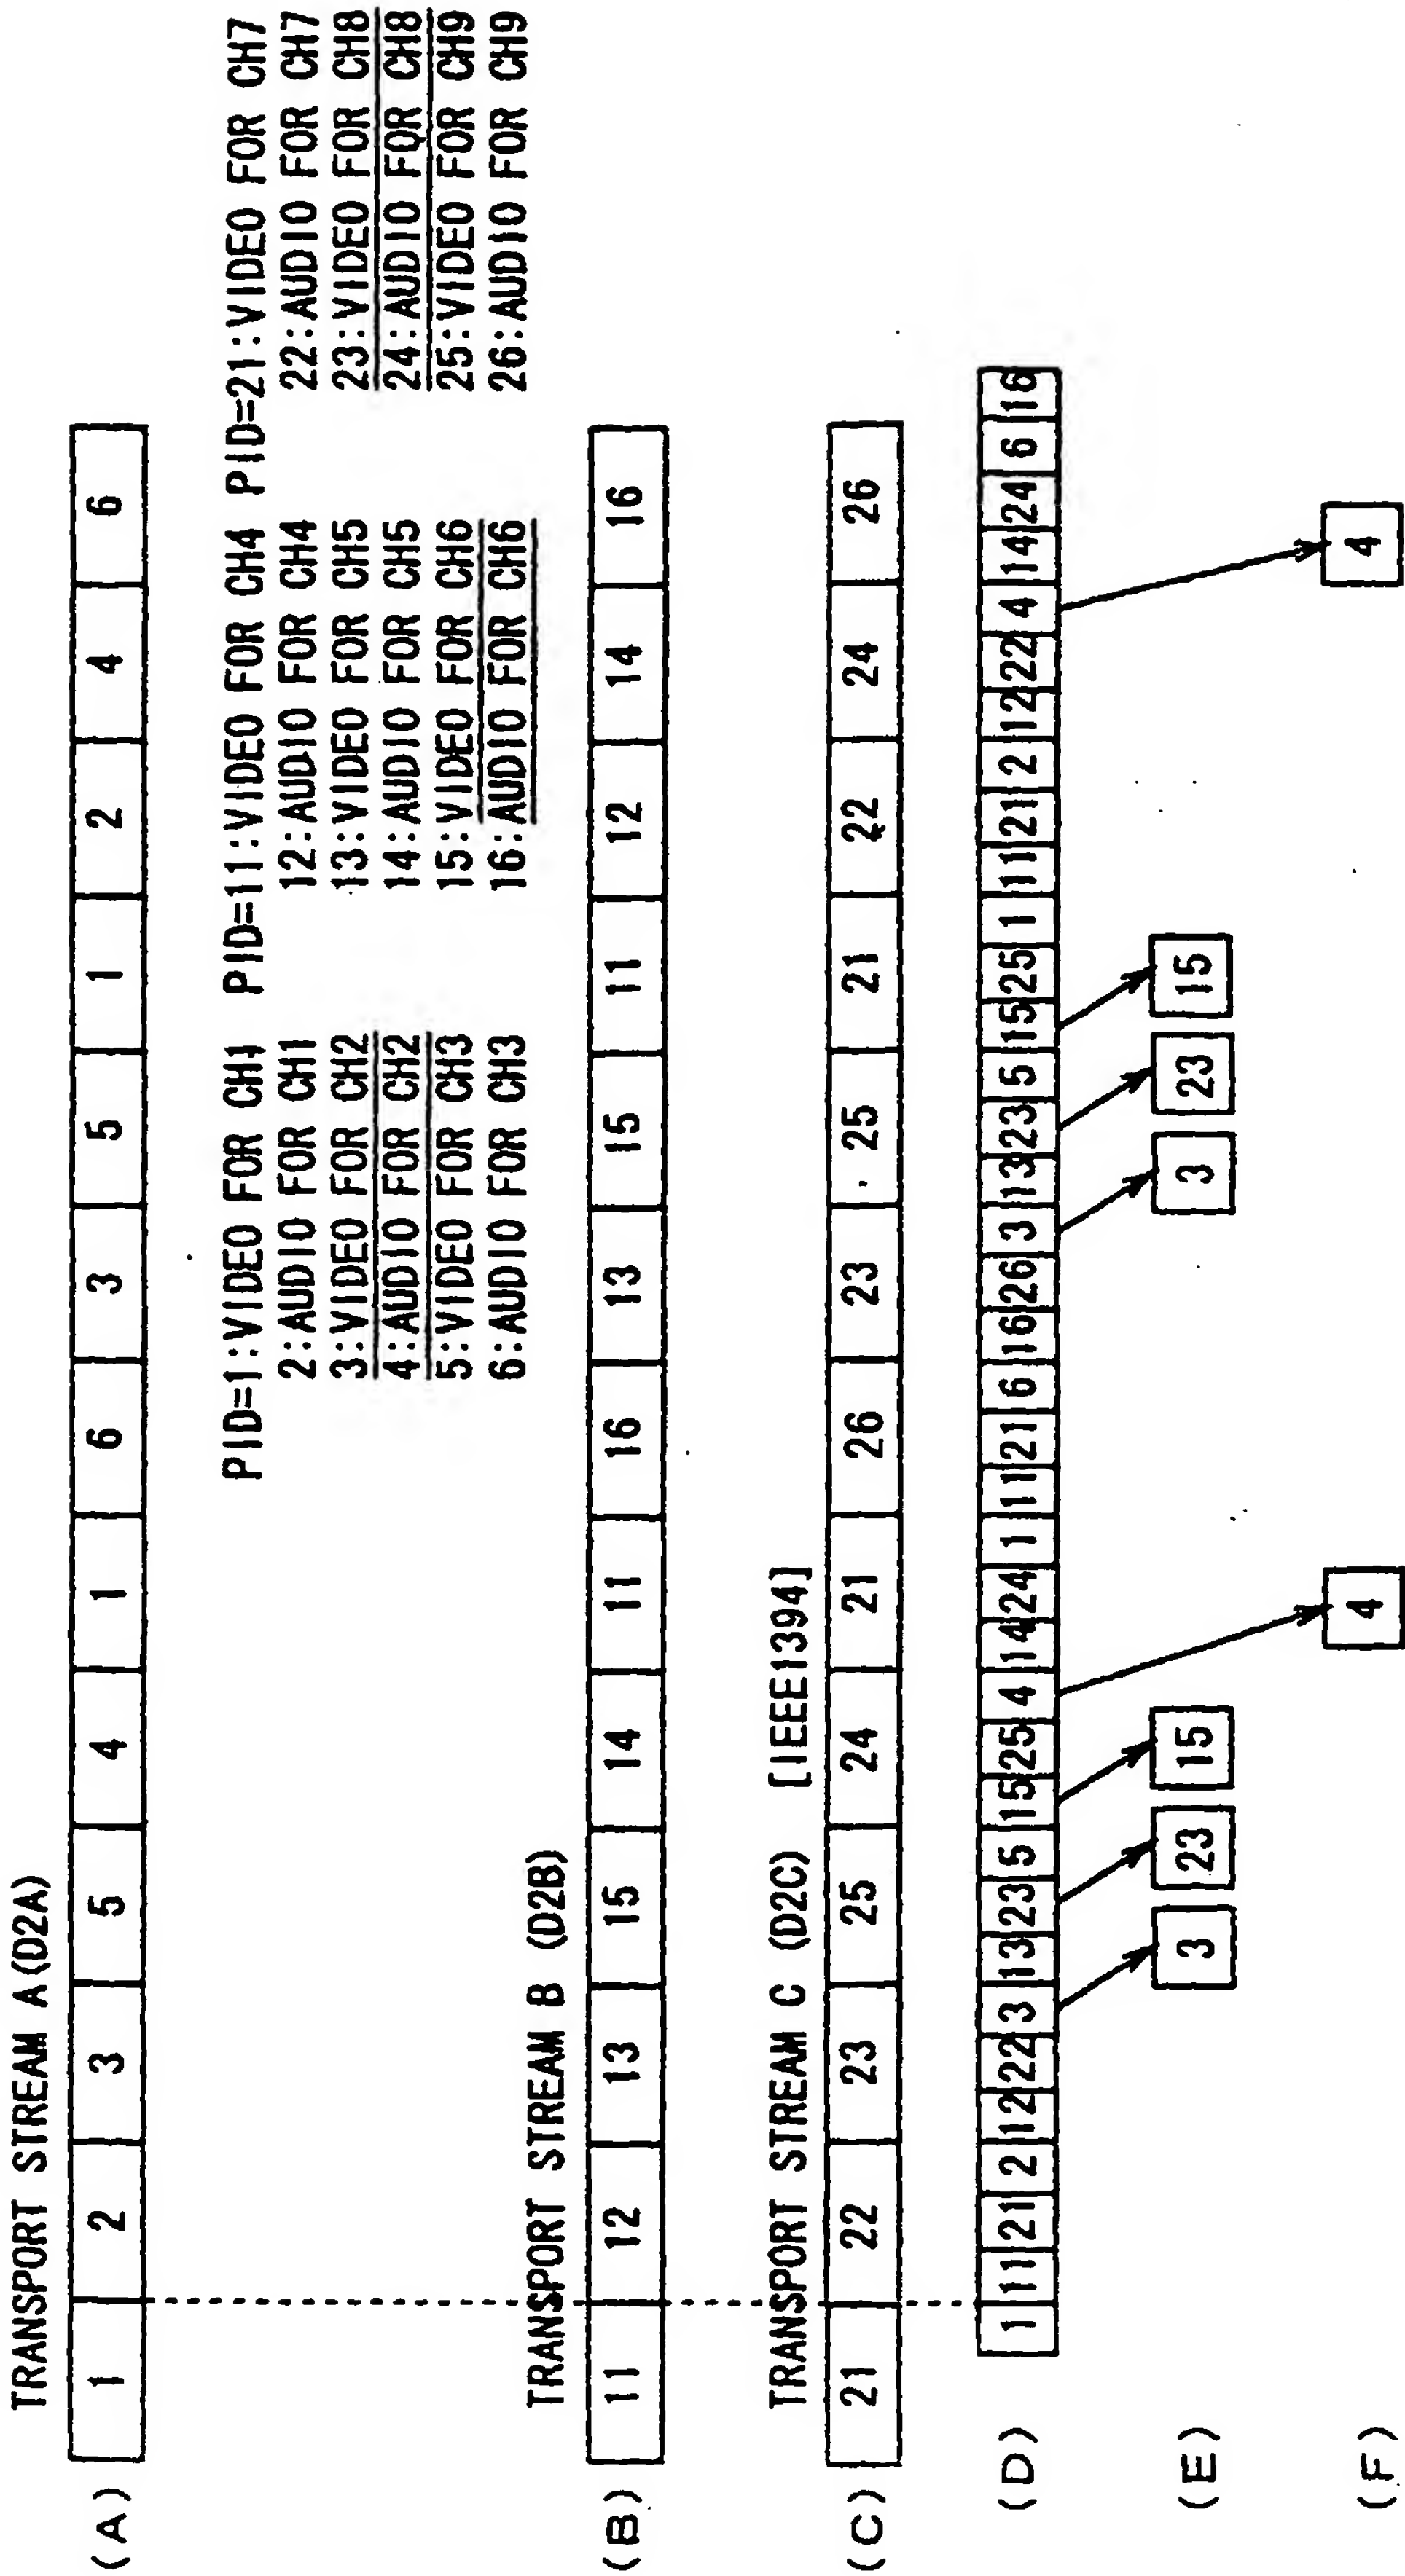 TRANSPORT STREAM A(D2A)
(A) 1 2 3 5 4 1 6 3 5 1 2 4 6
PID=1:VIDEO FOR CH1 PID=11:VIDEO FOR CH4 PID=21:VIDEO FOR CH7
2:AUDIO FOR CH1 12:AUDIO FOR CH4 22:AUDIO FOR CH7
3:VIDEO FOR CH2 13:VIDEO FOR CH5 23:VIDEO FOR CH8
4:AUDIO FOR CH2 14:AUDIO FOR CH5 24:AUDIO FOR CH8
5:VIDEO FOR CH3 15:VIDEO FOR CH6 25:VIDEO FOR CH9
6:AUDIO FOR CH3 16:AUDIO FOR CH6 26:AUDIO FOR CH9
TRANSPORT STREAM B (D2B)
(B) 11 12 13 15 14 11 16 13 15 11 12 14 16
TRANSPORT STREAM C (D2C) [IEEE1394]
(C) 21 22 23 25 24 21 26 23 25 21 22 24 26
(D) 1 11 21 2 12 22 3 13 23 5 15 25 4 14 24 1 11 21 6 16 26 3 13 23 5 15 25 1 11 21 2 12 22 4 14 24 6 16
(E) 3 23 15 3 23 15
(F) 4 4